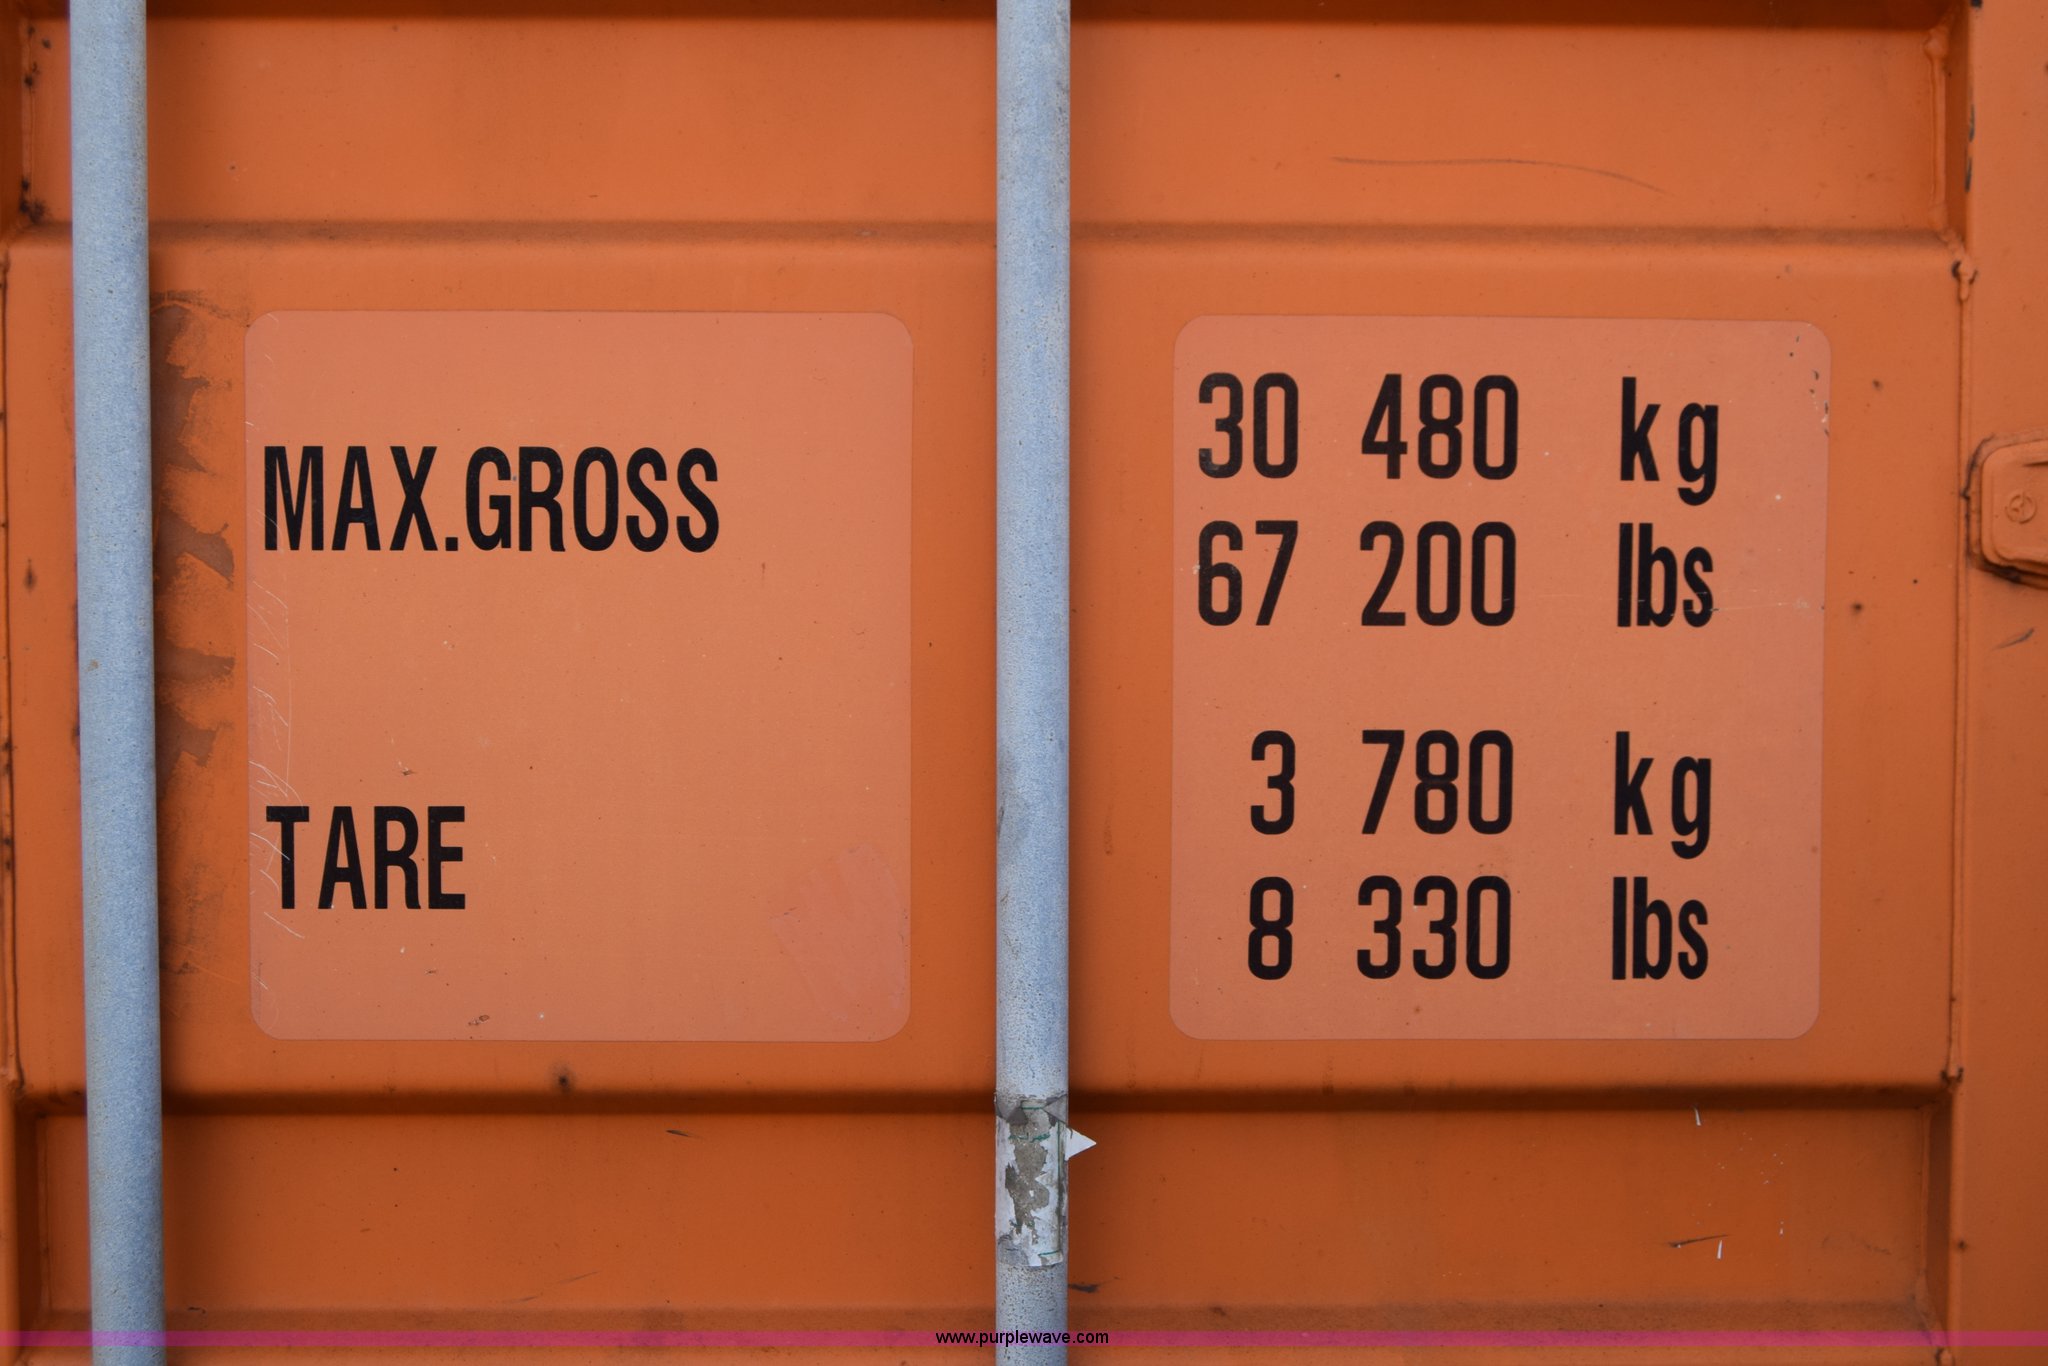 MAX.GROSS
30 480 kg
67 200 lbs
TARE
3 780 kg
8 330 lbs
www.purplewave.com